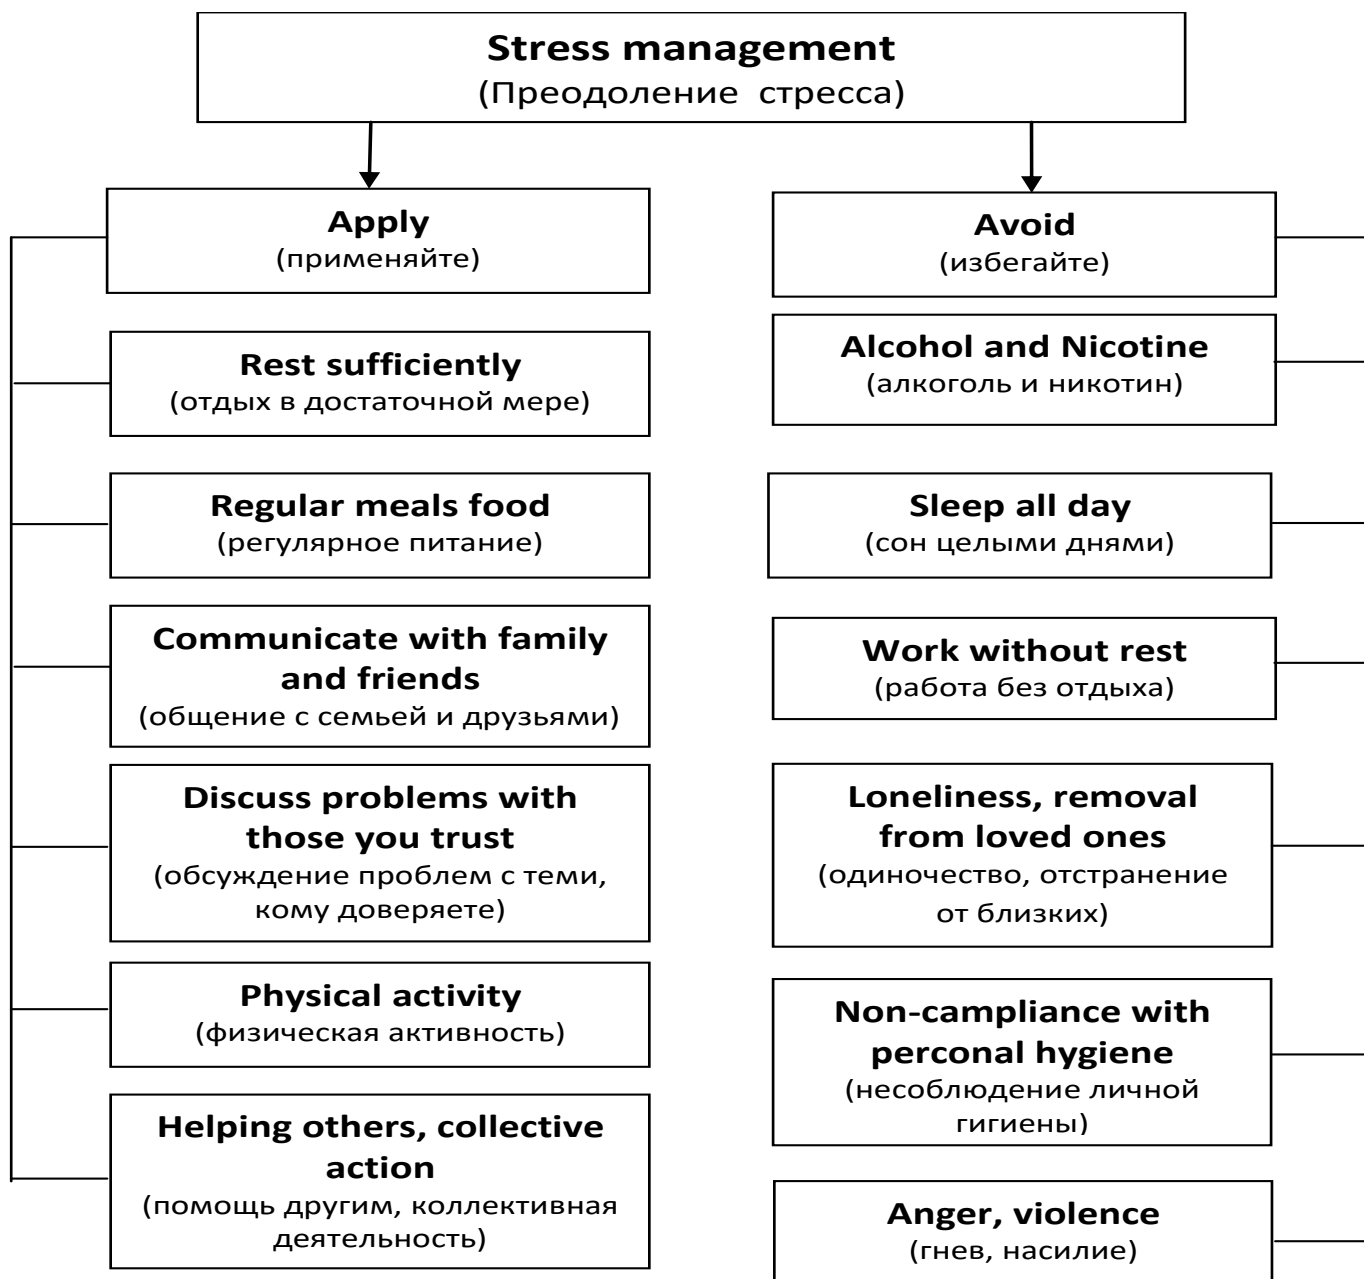 Stress management
(Преодоление стресса)
Apply
(применяйте)
Rest sufficiently
(отдых в достаточной мере)
Regular meals food
(регулярное питание)
Communicate with family
and friends
(общение с семьей и друзьями)
Discuss problems with
those you trust
(обсуждение проблем с теми,
кому доверяете)
Physical activity
(физическая активность)
Helping others, collective
action
(помощь другим, коллективная
деятельность)
Avoid
(избегайте)
Alcohol and Nicotine
(алкоголь и никотин)
Sleep all day
(сон целыми днями)
Work without rest
(работа без отдыха)
Loneliness, removal
from loved ones
(одиночество, отстранение
от близких)
Non-campliance with
perconal hygiene
(несоблюдение личной
гигиены)
Anger, violence
(гнев, насилие)